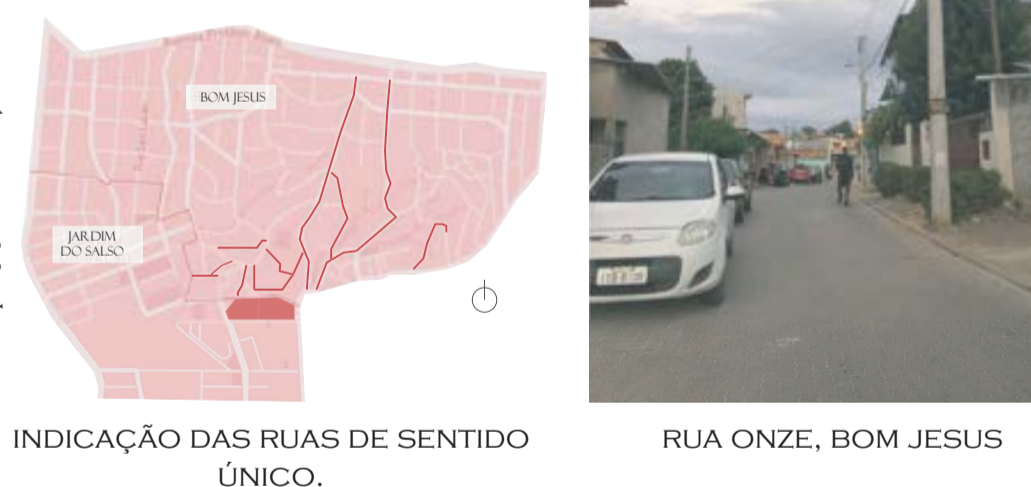 BOM JESUS
JARDIM
DO SALSO
INDICAÇÃO DAS RUAS DE SENTIDO
ÚNICO.
RUA ONZE, BOM JESUS